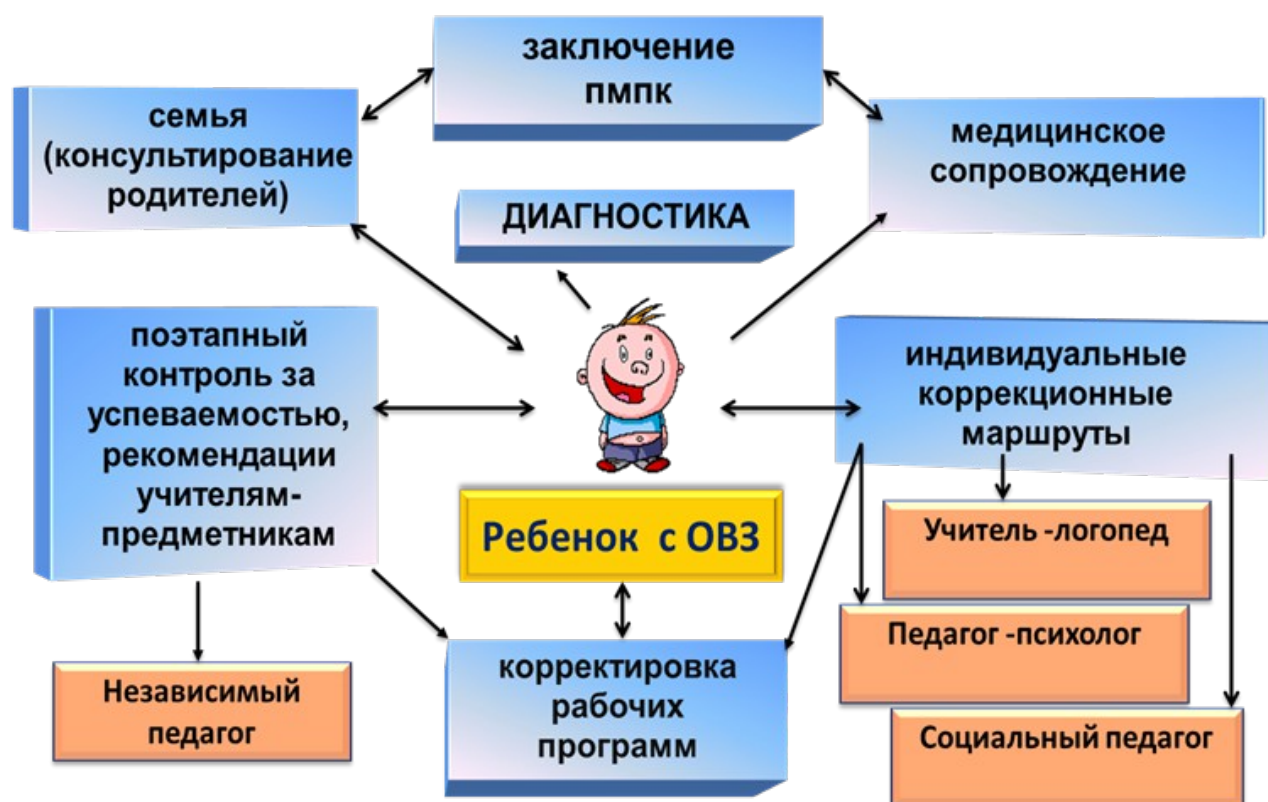 заключение
пмпк
семья
(консультирование
родителей)
медицинское
сопровождение
ДИАГНОСТИКА
поэтапный
контроль за
успеваемостью,
рекомендации
учителям-
предметникам
индивидуальные
коррекционные
маршруты
Ребенок с ОВЗ
Учитель -логопед
Педагог -психолог
Социальный педагог
Независимый
педагог
корректировка
рабочих
программ